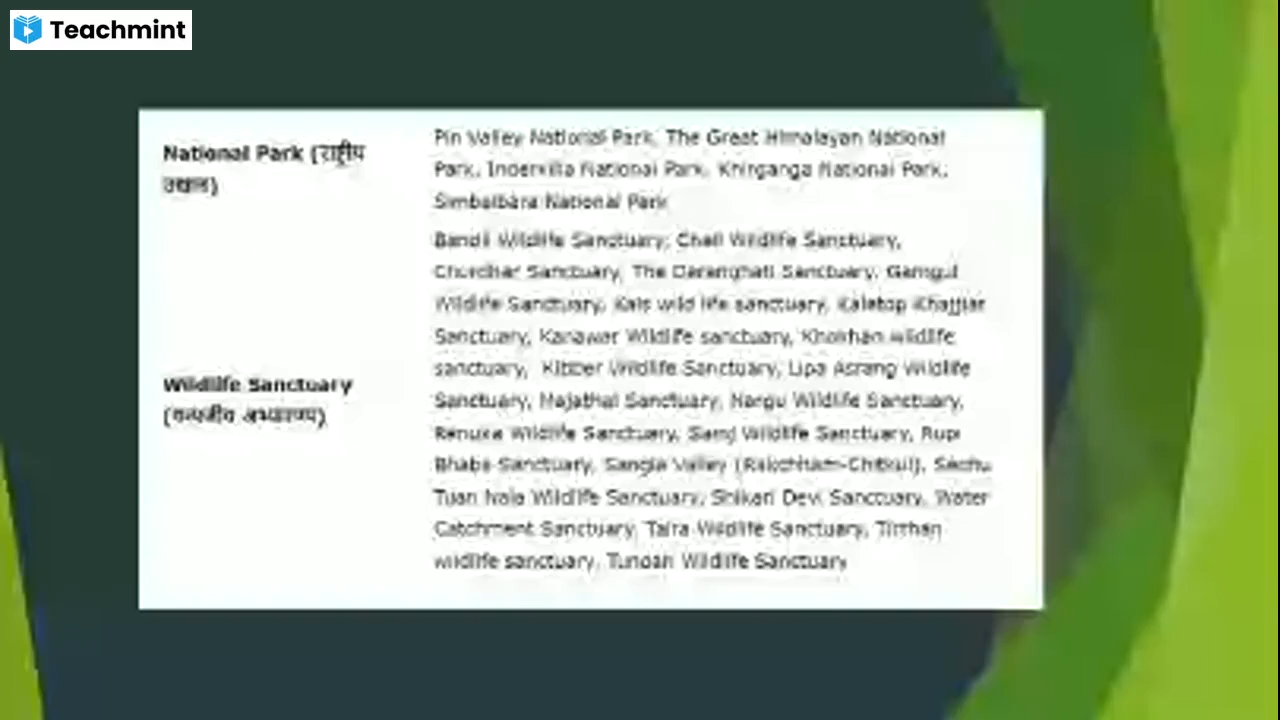 Teachmint
National Park (राष्ट्रीय
उद्यान)
Pin Valley National Park, The Great Himalayan National
Park, Inderkilla National Park, Khirganga National Park,
Simbalbara National Park
Wildlife Sanctuary
(वन्यजीव अभ्यारण्य)
Bandli Wildlife Sanctuary, Chail Wildlife Sanctuary,
Churdhar Sanctuary, The Daranghati Sanctuary, Gamgul
Wildlife Sanctuary, Kais wild life sanctuary, Kalatop Khajjiar
Sanctuary, Kanawar Wildlife sanctuary, Khokhan wildlife
sanctuary, Kibber Wildlife Sanctuary, Lipa Asrang Wildlife
Sanctuary, Majathal Sanctuary, Nargu Wildlife Sanctuary,
Renuka Wildlife Sanctuary, Wildlife Sanctuary, Rupi
Bhaba Sanctuary, Sangla Valley (Rakchham-Chitkul), Sechu
Tuan Nala Wildlife Sanctuary, Shikari Devi Sanctuary, Water
Catchment Sanctuary, Talra Wildlife Sanctuary, Tirthan
wildlife sanctuary, Tundah Wildlife Sanctuary